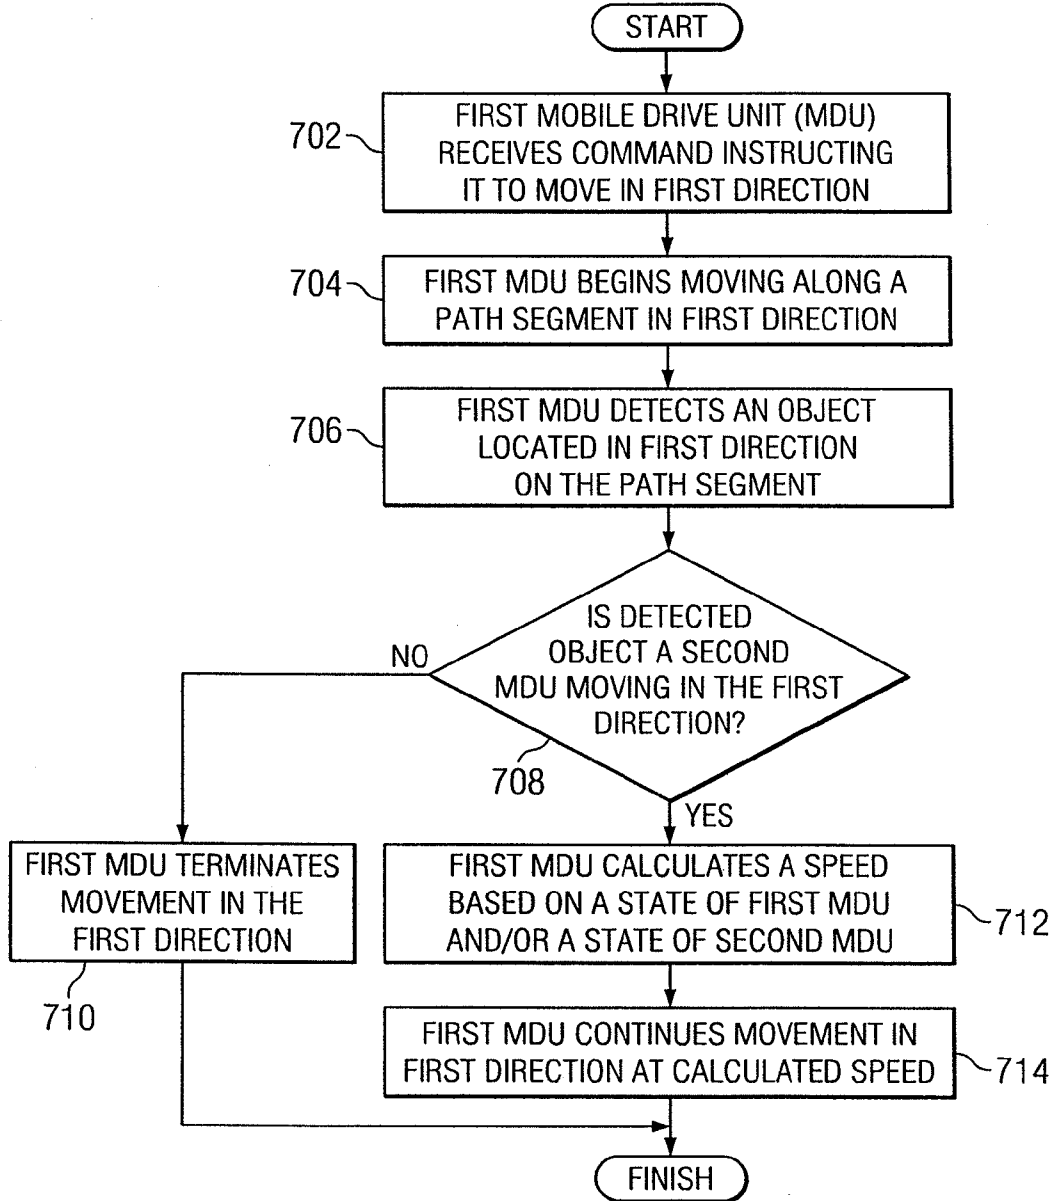 START
702
FIRST MOBILE DRIVE UNIT (MDU)
RECEIVES COMMAND INSTRUCTING
IT TO MOVE IN FIRST DIRECTION
704
FIRST MDU BEGINS MOVING ALONG A
PATH SEGMENT IN FIRST DIRECTION
706
FIRST MDU DETECTS AN OBJECT
LOCATED IN FIRST DIRECTION
ON THE PATH SEGMENT
IS DETECTED
OBJECT A SECOND
MDU MOVING IN THE FIRST
DIRECTION?
NO
708
YES
FIRST MDU TERMINATES
MOVEMENT IN THE
FIRST DIRECTION
710
FIRST MDU CALCULATES A SPEED
BASED ON A STATE OF FIRST MDU
AND/OR A STATE OF SECOND MDU
712
FIRST MDU CONTINUES MOVEMENT IN
FIRST DIRECTION AT CALCULATED SPEED
714
FINISH